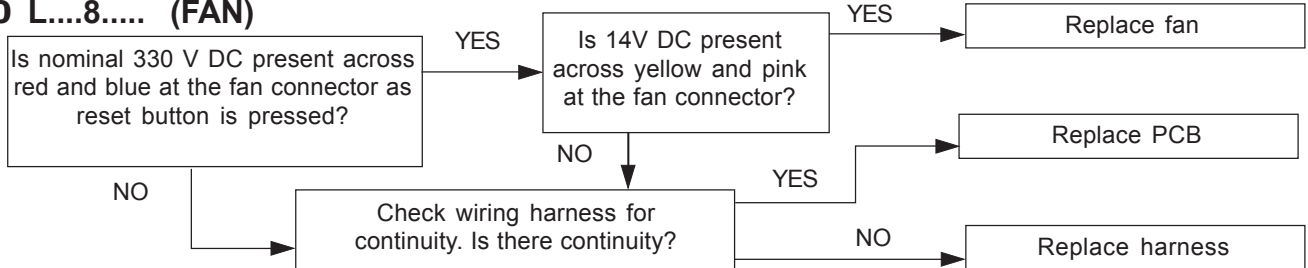 L....8..... (FAN)
Is nominal 330 V DC present across
red and blue at the fan connector as
reset button is pressed?
YES
Is 14V DC present
across yellow and pink
at the fan connector?
YES
Replace fan
NO
NO
Check wiring harness for
continuity. Is there continuity?
YES
Replace PCB
NO
Replace harness